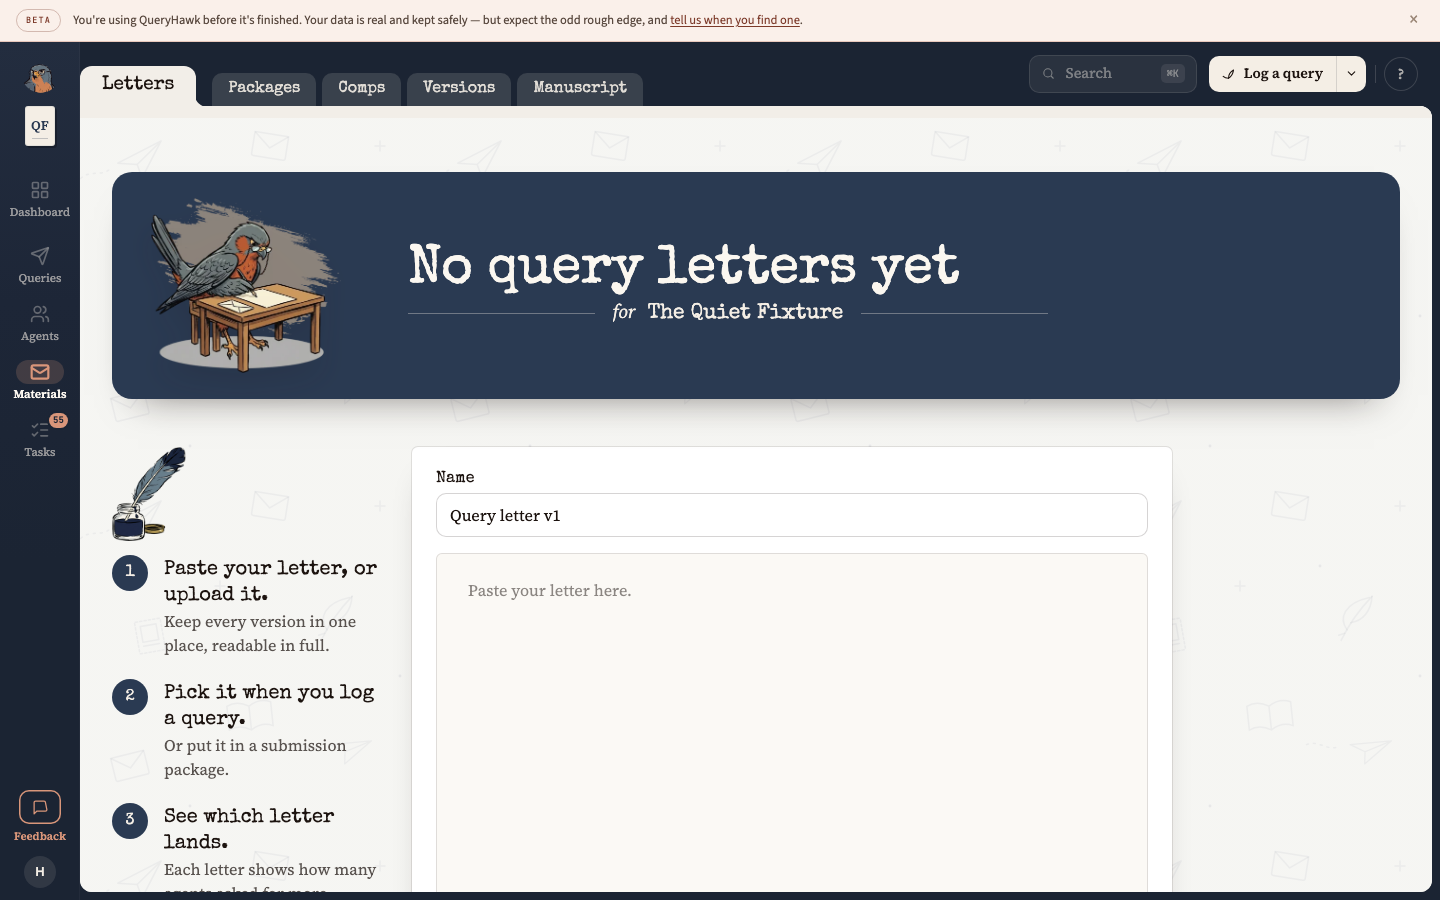 BETA
You're using QueryHawk before it's finished. Your data is real and kept safely — but expect the odd rough edge, and tell us when you find one.
×
Letters
Packages
Comps
Versions
Manuscript
Search
⌘K
Log a query
?
QF
Dashboard
Queries
Agents
Materials
55
Tasks
Feedback
H
No query letters yet
for The Quiet Fixture
1
Paste your letter, or
upload it.
Keep every version in one
place, readable in full.
2
Pick it when you log
a query.
Or put it in a submission
package.
3
See which letter
lands.
Each letter shows how many
agents asked for more
Name
Query letter v1
Paste your letter here.